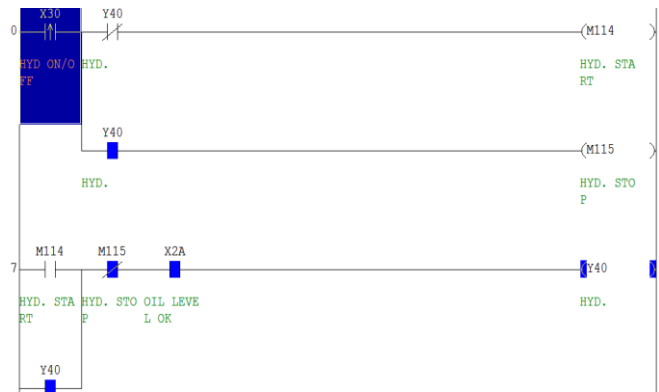 X30 Y40
0 (M114 )
HYD ON/O HYD. HYD. STA
FF RT
Y40
(M115 )
HYD. HYD. STO
P
M114 M115 X2A
7 (Y40 )
HYD. STA HYD. STO OIL LEVE HYD.
RT P L OK
Y40